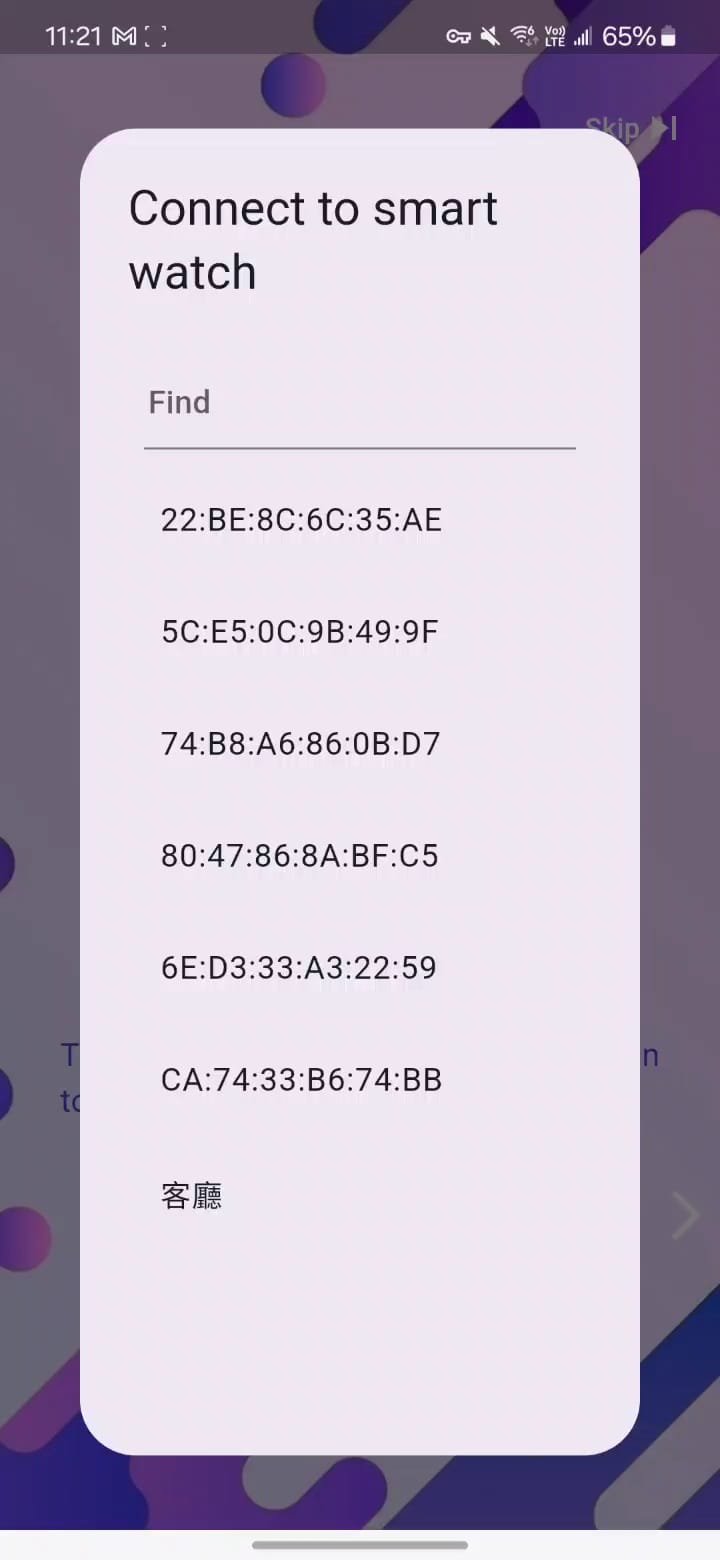 11:21
Vo)) LTE 65%
Skip
Connect to smart
watch
Find
22:BE:8C:6C:35:AE
5C:E5:0C:9B:49:9F
74:B8:A6:86:0B:D7
80:47:86:8A:BF:C5
6E:D3:33:A3:22:59
T n
CA:74:33:B6:74:BB
to
客廳